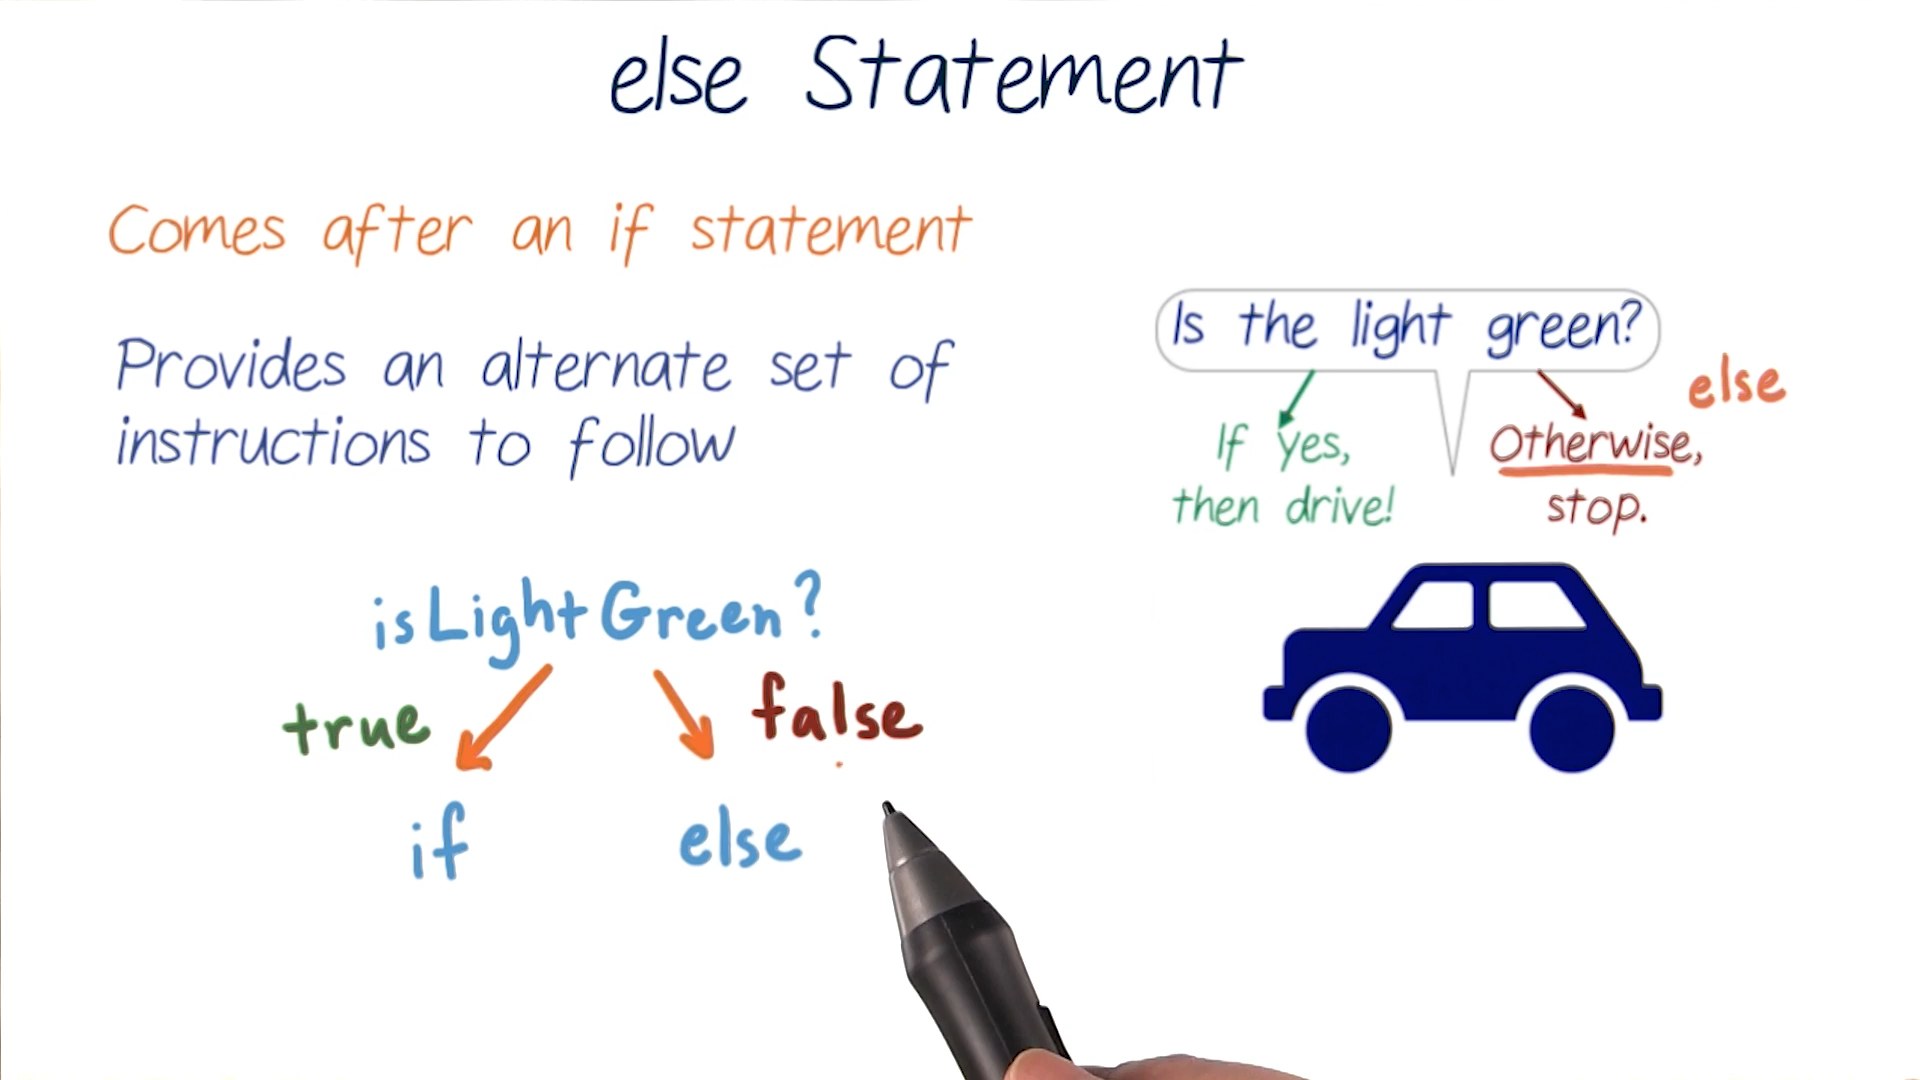 else Statement
Comes after an if statement
Provides an alternate set of
instructions to follow
Is the light green?
else
If yes,
then drive!
Otherwise,
stop.
isLightGreen?
true
false
if
else